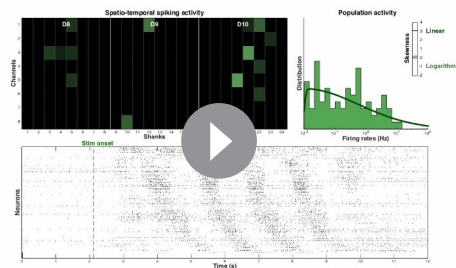 Spatio-temporal spiking activity
D8 D9 D10
Channels
Shanks
Population activity
Distribution
Firing rates (Hz)
Skewness
Linear
Logarithm
Stim onset
Neurons
Time (s)